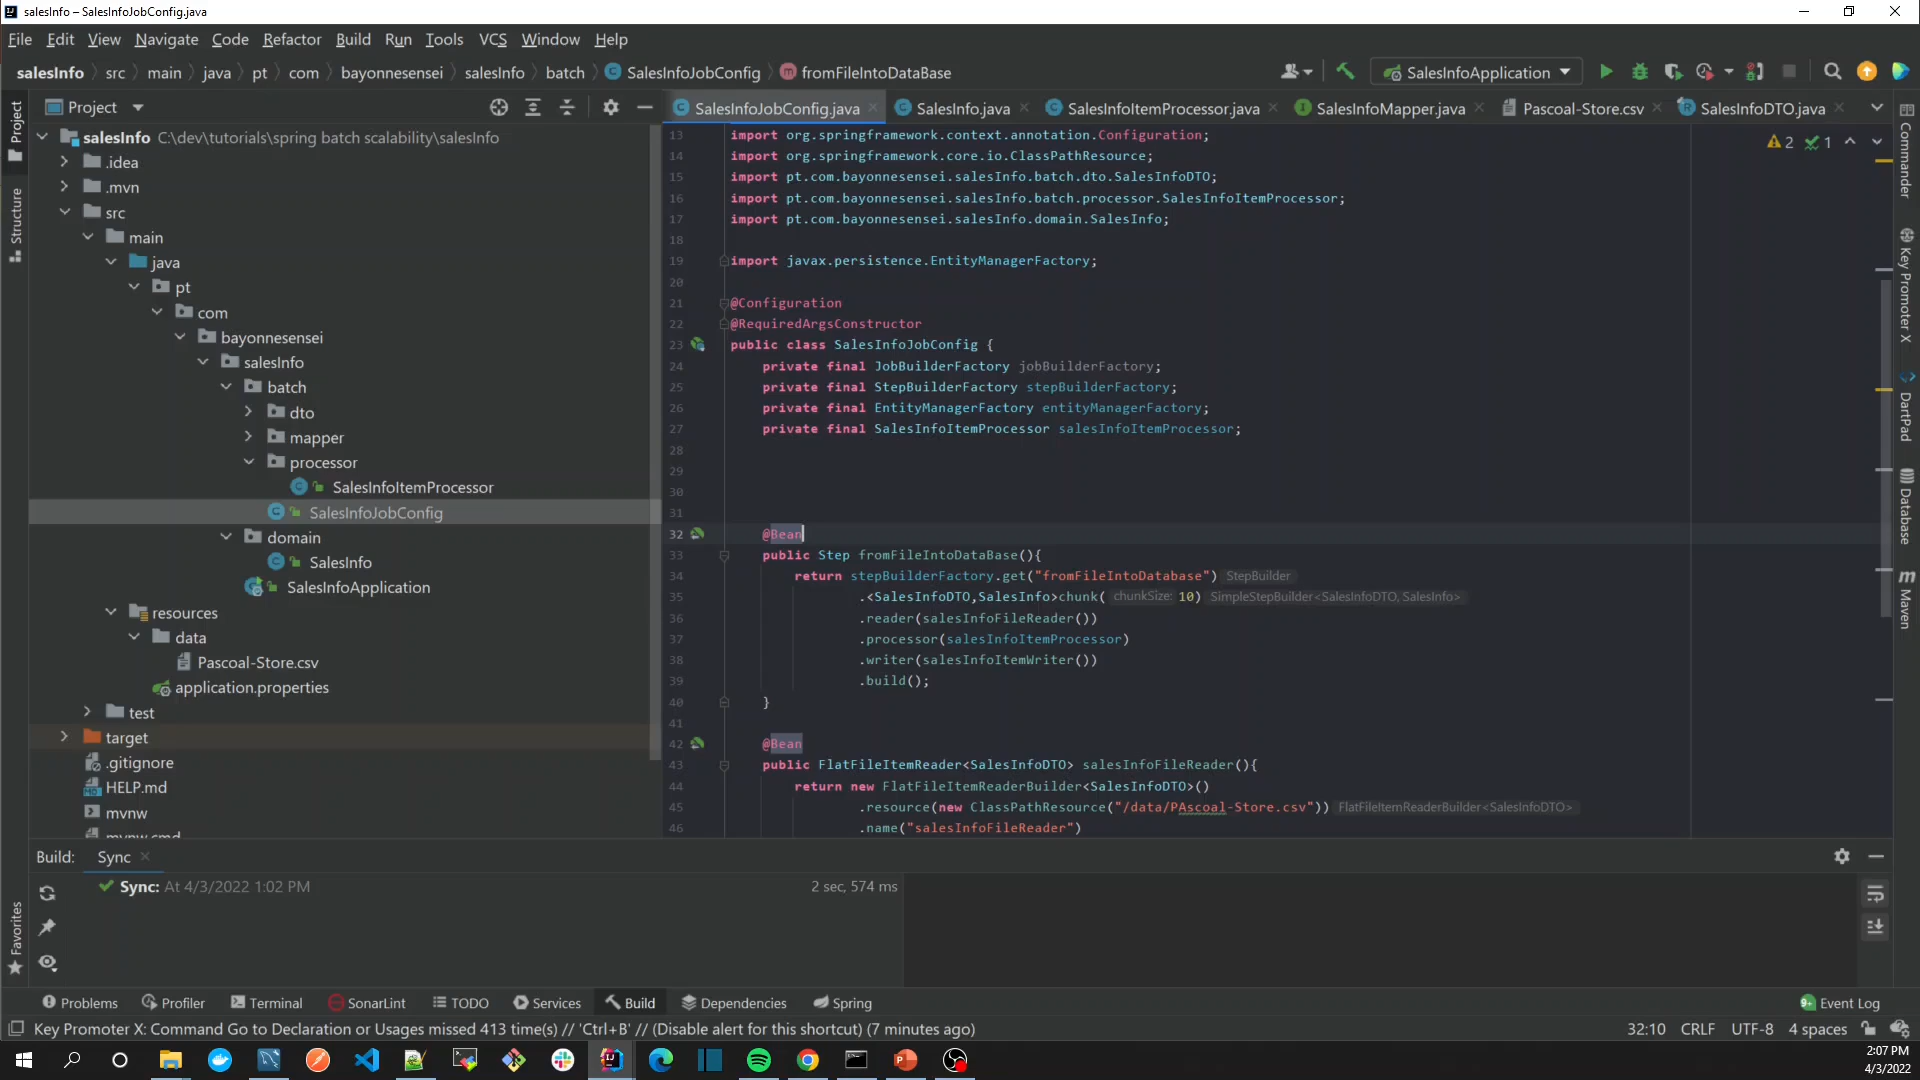 salesInfo – SalesInfoJobConfig.java
File Edit View Navigate Code Refactor Build Run Tools VCS Window Help
salesInfo src main java pt com bayonnesensei salesInfo batch SalesInfoJobConfig fromFileIntoDataBase SalesInfoApplication
Project
SalesInfoJobConfig.java SalesInfo.java SalesInfoItemProcessor.java SalesInfoMapper.java Pascoal-Store.csv SalesInfoDTO.java
Project
Structure
Favorites
salesInfo C:\dev\tutorials\spring batch scalability\salesInfo
.idea
.mvn
src
main
java
pt
com
bayonnesensei
salesInfo
batch
dto
mapper
processor
SalesInfoItemProcessor
SalesInfoJobConfig
domain
SalesInfo
SalesInfoApplication
resources
data
Pascoal-Store.csv
application.properties
test
target
.gitignore
HELP.md
mvnw
mvnw.cmd
2 1
13 import org.springframework.context.annotation.Configuration;
14 import org.springframework.core.io.ClassPathResource;
15 import pt.com.bayonnesensei.salesInfo.batch.dto.SalesInfoDTO;
16 import pt.com.bayonnesensei.salesInfo.batch.processor.SalesInfoItemProcessor;
17 import pt.com.bayonnesensei.salesInfo.domain.SalesInfo;
18
19 import javax.persistence.EntityManagerFactory;
20
21 @Configuration
22 @RequiredArgsConstructor
23 public class SalesInfoJobConfig {
24 private final JobBuilderFactory jobBuilderFactory;
25 private final StepBuilderFactory stepBuilderFactory;
26 private final EntityManagerFactory entityManagerFactory;
27 private final SalesInfoItemProcessor salesInfoItemProcessor;
28
29
30
31
32 @Bean
33 public Step fromFileIntoDataBase(){
34 return stepBuilderFactory.get("fromFileIntoDatabase") StepBuilder
35 .<SalesInfoDTO,SalesInfo>chunk( chunkSize: 10) SimpleStepBuilder<SalesInfoDTO, SalesInfo>
36 .reader(salesInfoFileReader())
37 .processor(salesInfoItemProcessor)
38 .writer(salesInfoItemWriter())
39 .build();
40 }
41
42 @Bean
43 public FlatFileItemReader<SalesInfoDTO> salesInfoFileReader(){
44 return new FlatFileItemReaderBuilder<SalesInfoDTO>()
45 .resource(new ClassPathResource("/data/PAscoal-Store.csv")) FlatFileItemReaderBuilder<SalesInfoDTO>
46 .name("salesInfoFileReader")
Commander
Key Promoter X
DartPad
Database
Maven
Build: Sync
Sync: At 4/3/2022 1:02 PM 2 sec, 574 ms
Problems Profiler Terminal SonarLint TODO Services Build Dependencies Spring 9+ Event Log
Key Promoter X: Command Go to Declaration or Usages missed 413 time(s) // 'Ctrl+B' // (Disable alert for this shortcut) (7 minutes ago) 32:10 CRLF UTF-8 4 spaces
2:07 PM
4/3/2022